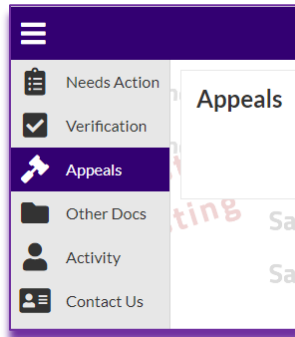 Needs Action
Appeals
Verification
Appeals
Other Docs
Activity
Contact Us
ting
Sa
Sa